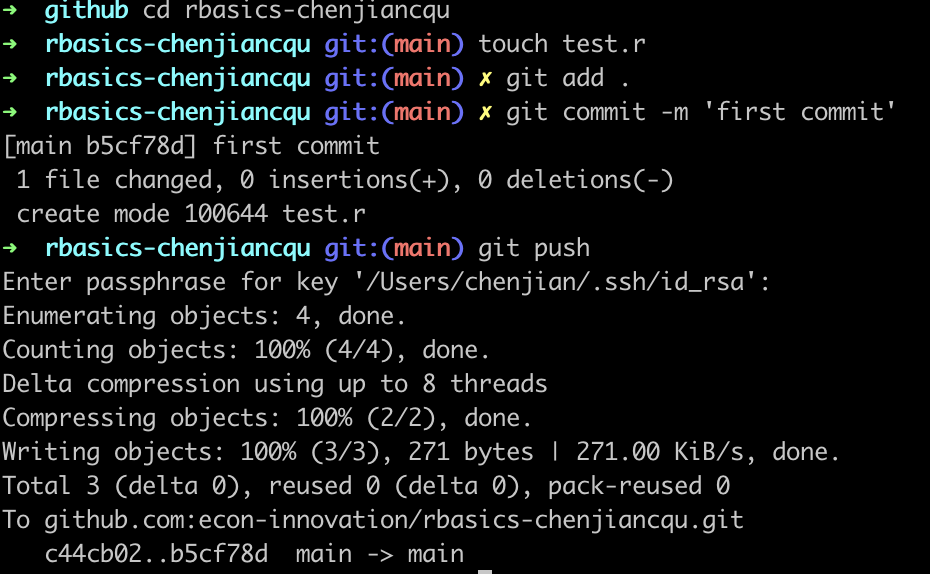 ➜  github cd rbasics-chenjiancqu
➜  rbasics-chenjiancqu git:(main) touch test.r
➜  rbasics-chenjiancqu git:(main) ✗ git add .
➜  rbasics-chenjiancqu git:(main) ✗ git commit -m 'first commit'
[main b5cf78d] first commit
 1 file changed, 0 insertions(+), 0 deletions(-)
 create mode 100644 test.r
➜  rbasics-chenjiancqu git:(main) git push
Enter passphrase for key '/Users/chenjian/.ssh/id_rsa':
Enumerating objects: 4, done.
Counting objects: 100% (4/4), done.
Delta compression using up to 8 threads
Compressing objects: 100% (2/2), done.
Writing objects: 100% (3/3), 271 bytes | 271.00 KiB/s, done.
Total 3 (delta 0), reused 0 (delta 0), pack-reused 0
To github.com:econ-innovation/rbasics-chenjiancqu.git
   c44cb02..b5cf78d  main -> main